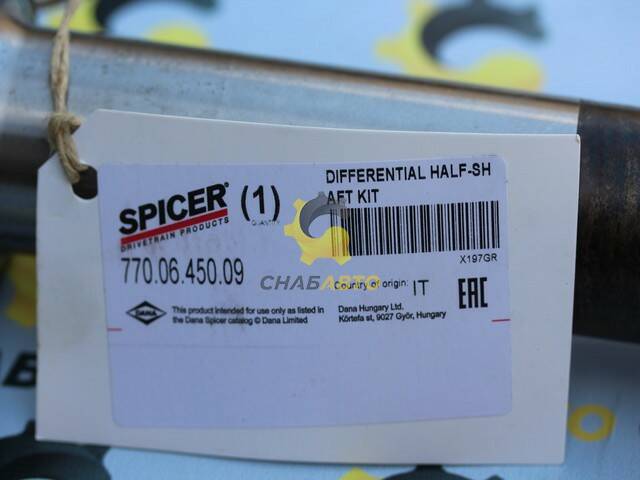 SPICER®
DRIVETRAIN PRODUCTS
(1)
QUANTITY
DIFFERENTIAL HALF-SH
AFT KIT
X197GR
770.06.450.09
СНАБАВТО
Country of origin: IT
EAC
DANA
This product intended for use only as listed in
the Dana Spicer catalog © Dana Limited
Dana Hungary Ltd.
Körtefa st, 9027 Győr, Hungary